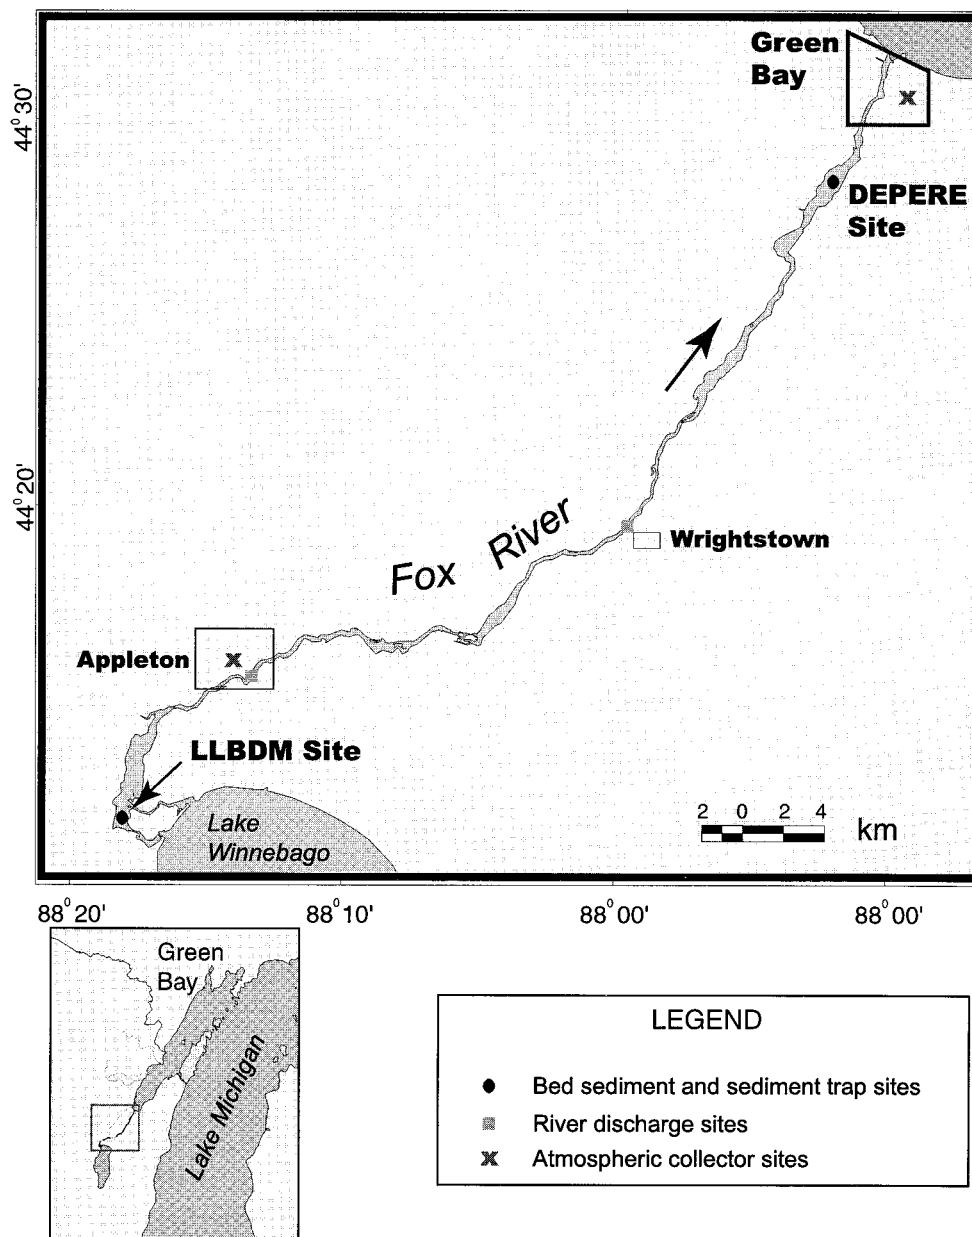 Green
Bay
44°30'
DEPERE
Site
44°20'
Fox River
Wrightstown
Appleton
LLBDM Site
Lake
Winnebago
2 0 2 4
km
88°20'
88°10'
88°00'
88°00'
Green
Bay
Lake Michigan
LEGEND
Bed sediment and sediment trap sites
River discharge sites
Atmospheric collector sites